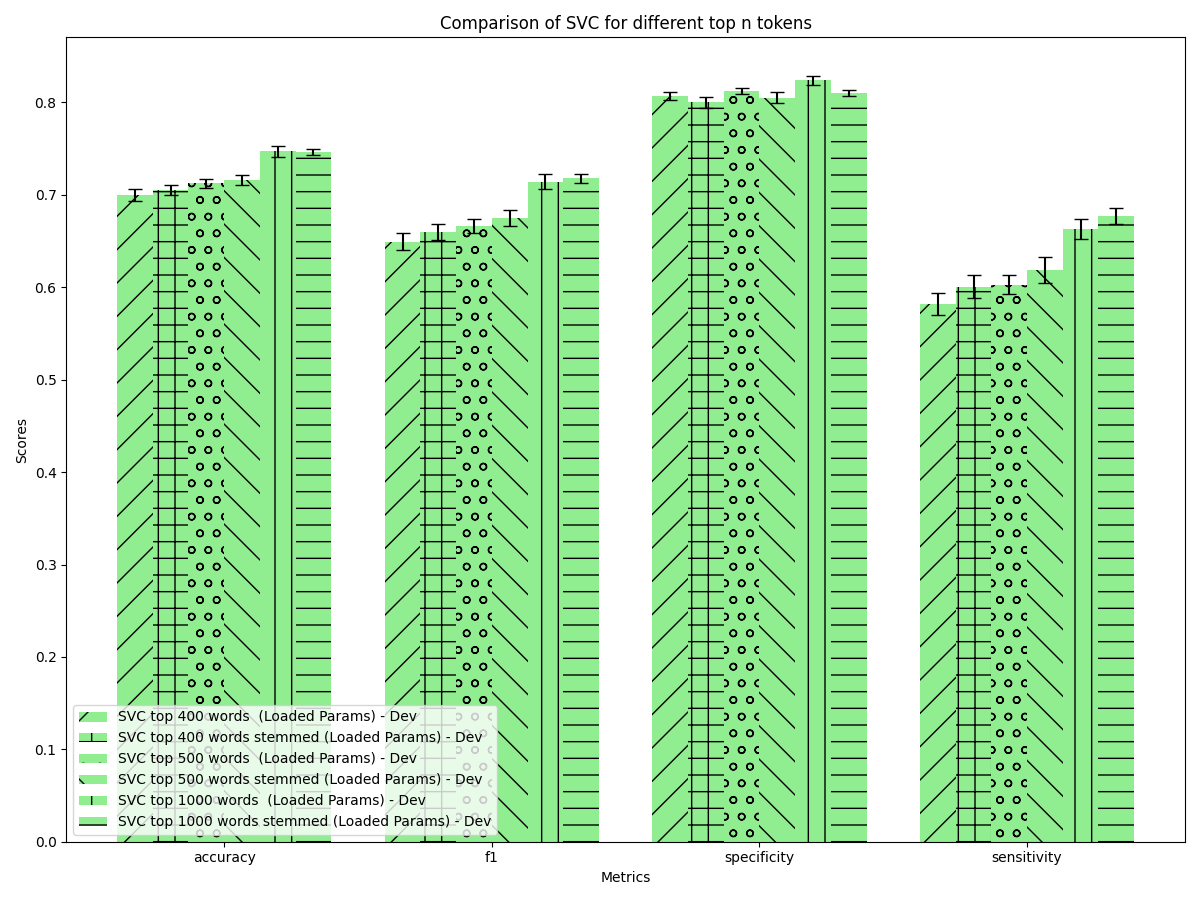 Comparison of SVC for different top n tokens
Scores
0.8
0.7
0.6
0.5
0.4
0.3
0.2
0.1
0.0
SVC top 400 words  (Loaded Params) - Dev
SVC top 400 words stemmed (Loaded Params) - Dev
SVC top 500 words  (Loaded Params) - Dev
SVC top 500 words stemmed (Loaded Params) - Dev
SVC top 1000 words  (Loaded Params) - Dev
SVC top 1000 words stemmed (Loaded Params) - Dev
accuracy f1 specificity sensitivity
Metrics